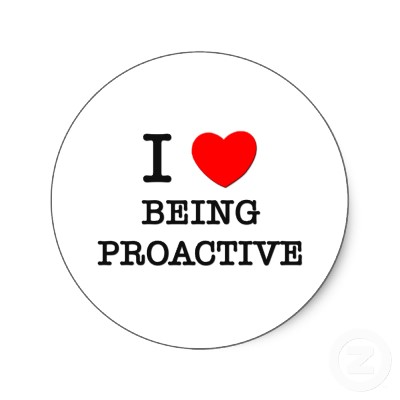 I ❤
BEING
PROACTIVE
Z